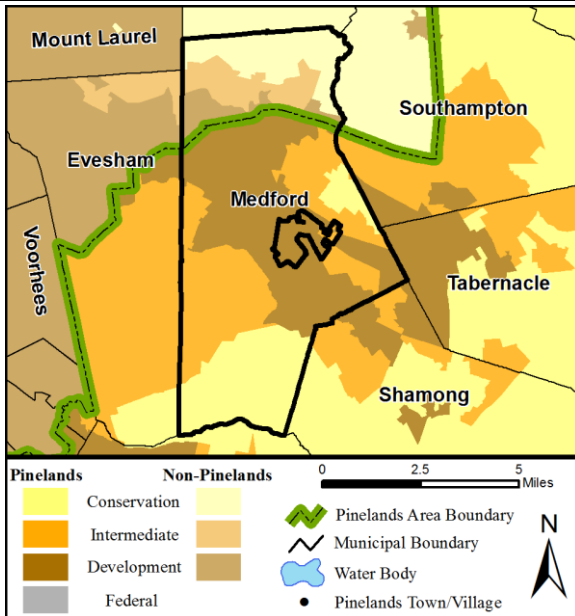 Mount Laurel
Southampton
Evesham
Medford
Voorhees
Tabernacle
Shamong
Pinelands Non-Pinelands
Conservation
Intermediate
Development
Federal
0 2.5 5
Miles
Pinelands Area Boundary
Municipal Boundary
Water Body
Pinelands Town/Village
N